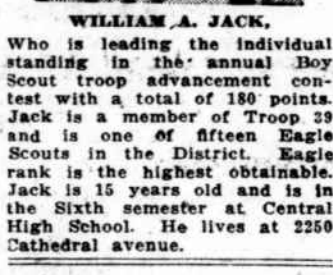 WILLIAM A. JACK,
Who is leading the individual
standing in the annual Boy
Scout troop advancement con-
test with a total of 180 points.
Jack is a member of Troop 39
and is one of fifteen Eagle
Scouts in the District. Eagle
rank is the highest obtainable.
Jack is 15 years old and is in
the Sixth semester at Central
High School. He lives at 2250
Cathedral avenue.